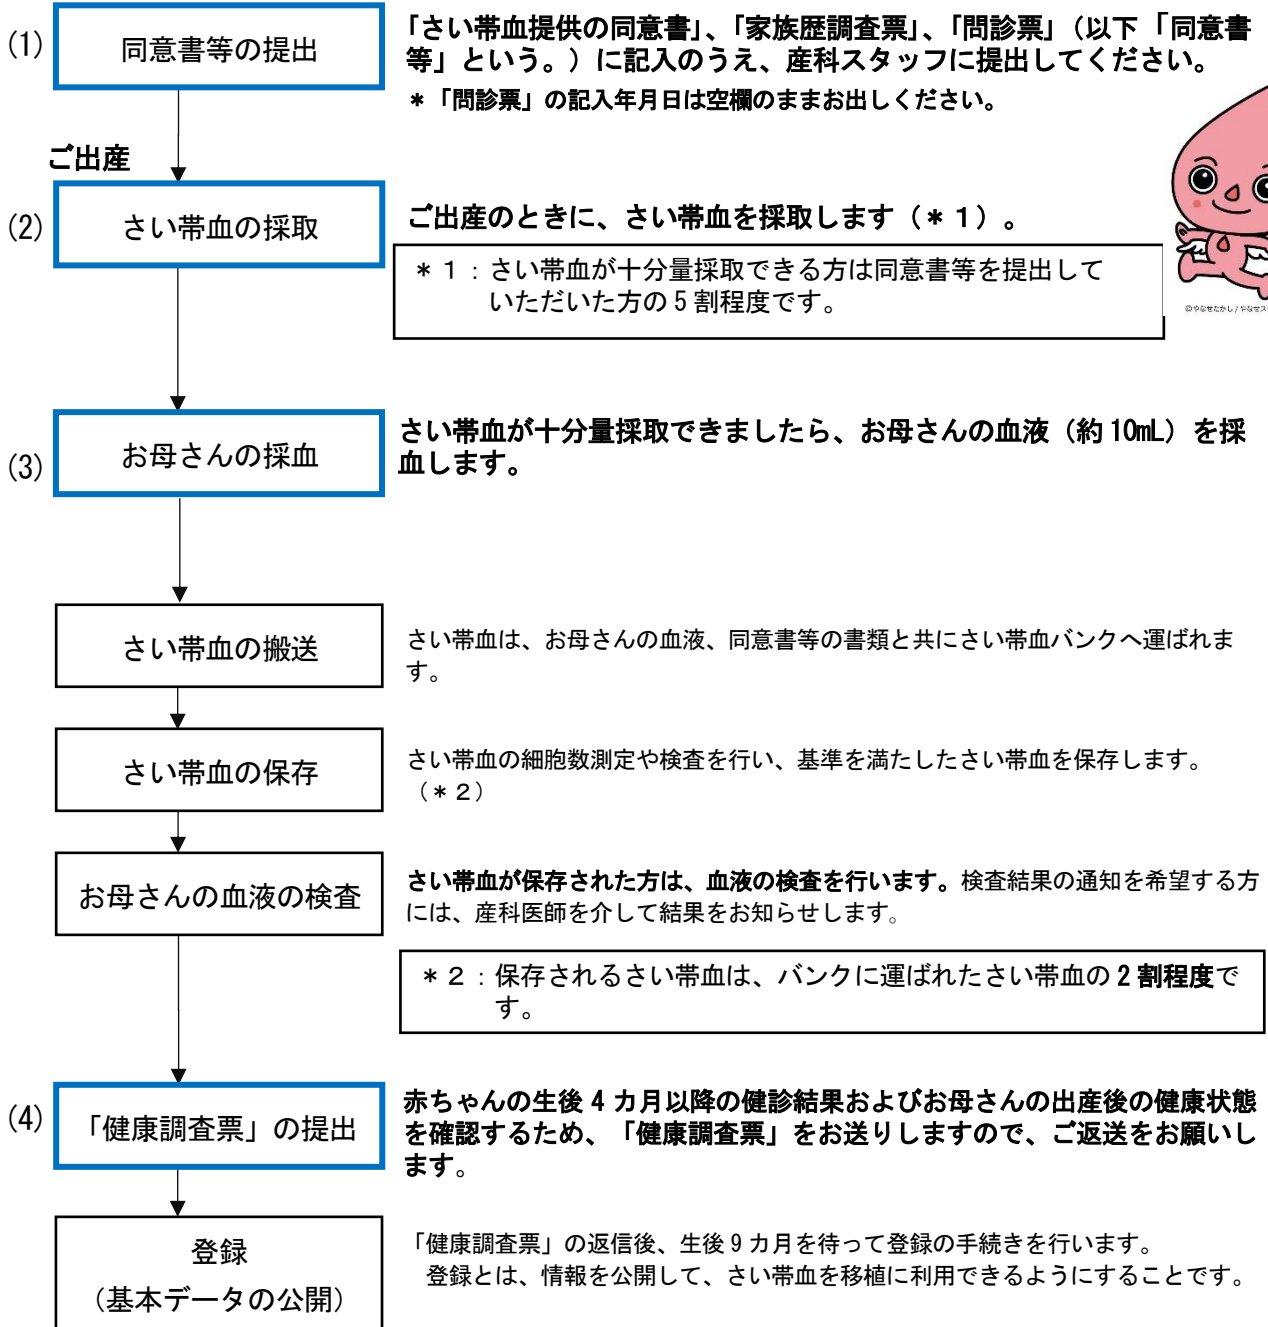 (1)
同意書等の提出
「さい帯血提供の同意書」、「家族歴調査票」、「問診票」（以下「同意書
等」という。）に記入のうえ、産科スタッフに提出してください。
＊「問診票」の記入年月日は空欄のままお出しください。
ご出産
(2)
さい帯血の採取
ご出産のときに、さい帯血を採取します（＊１）。
＊１：さい帯血が十分量採取できる方は同意書等を提出して
いただいた方の5割程度です。
©やなせたかし/やなせス
(3)
お母さんの採血
さい帯血が十分量採取できましたら、お母さんの血液（約10mL）を採
血します。
さい帯血の搬送
さい帯血は、お母さんの血液、同意書等の書類と共にさい帯血バンクへ運ばれま
す。
さい帯血の保存
さい帯血の細胞数測定や検査を行い、基準を満たしたさい帯血を保存します。
（＊２）
お母さんの血液の検査
さい帯血が保存された方は、血液の検査を行います。検査結果の通知を希望する方
には、産科医師を介して結果をお知らせします。
＊２：保存されるさい帯血は、バンクに運ばれたさい帯血の2割程度で
す。
(4)
「健康調査票」の提出
赤ちゃんの生後4カ月以降の健診結果およびお母さんの出産後の健康状態
を確認するため、「健康調査票」をお送りしますので、ご返送をお願いし
ます。
登録
（基本データの公開）
「健康調査票」の返信後、生後9カ月を待って登録の手続きを行います。
登録とは、情報を公開して、さい帯血を移植に利用できるようにすることです。